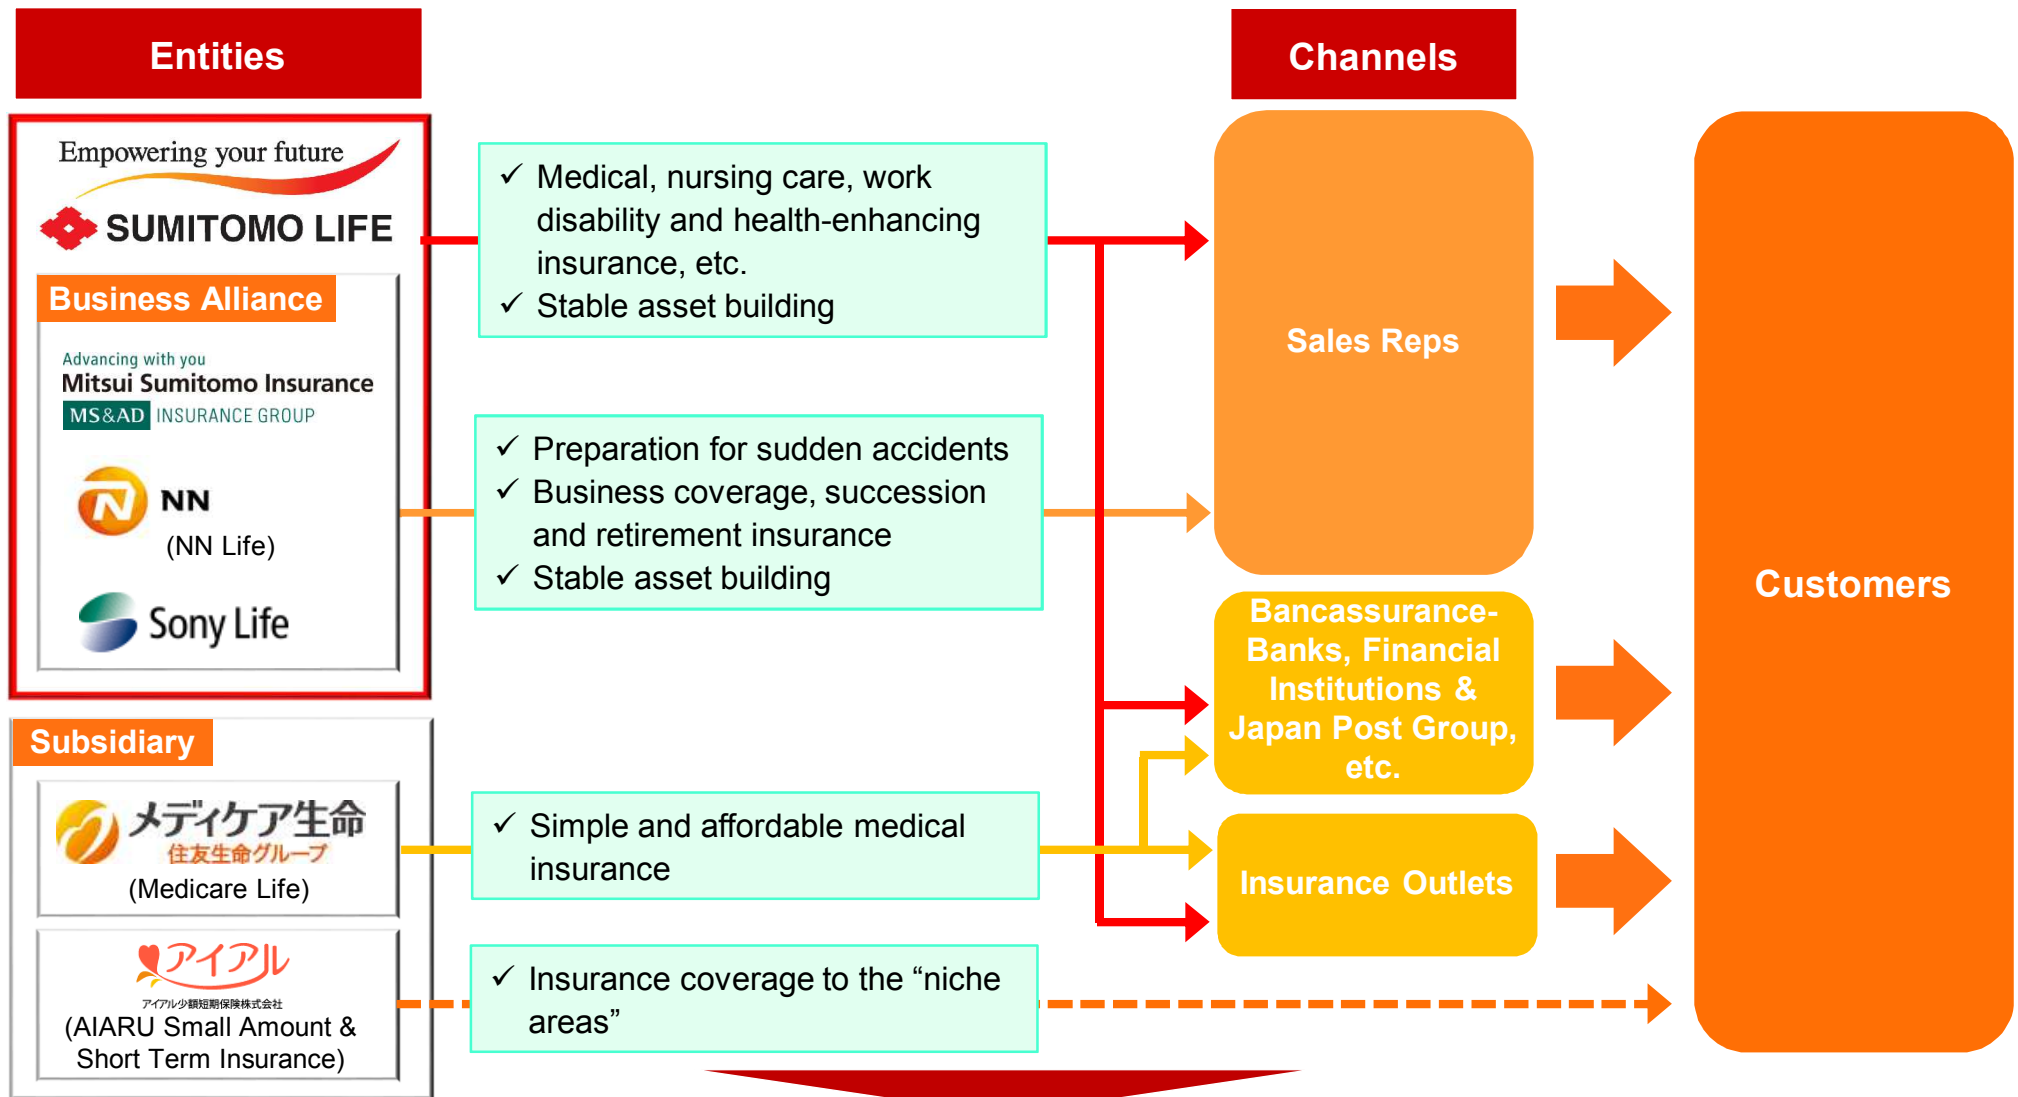 Entities
Channels
Empowering your future
SUMITOMO LIFE
Business Alliance
Advancing with you
Mitsui Sumitomo Insurance
MS&AD INSURANCE GROUP
NN
(NN Life)
Sony Life
Subsidiary
メディケア生命
住友生命グループ
(Medicare Life)
アイアル
アイアル少額短期保険株式会社
(AIARU Small Amount &
Short Term Insurance)
✓ Medical, nursing care, work
disability and health-enhancing
insurance, etc.
✓ Stable asset building
✓ Preparation for sudden accidents
✓ Business coverage, succession
and retirement insurance
✓ Stable asset building
✓ Simple and affordable medical
insurance
✓ Insurance coverage to the “niche
areas”
Sales Reps
Bancassurance-
Banks, Financial
Institutions &
Japan Post Group,
etc.
Insurance Outlets
Customers